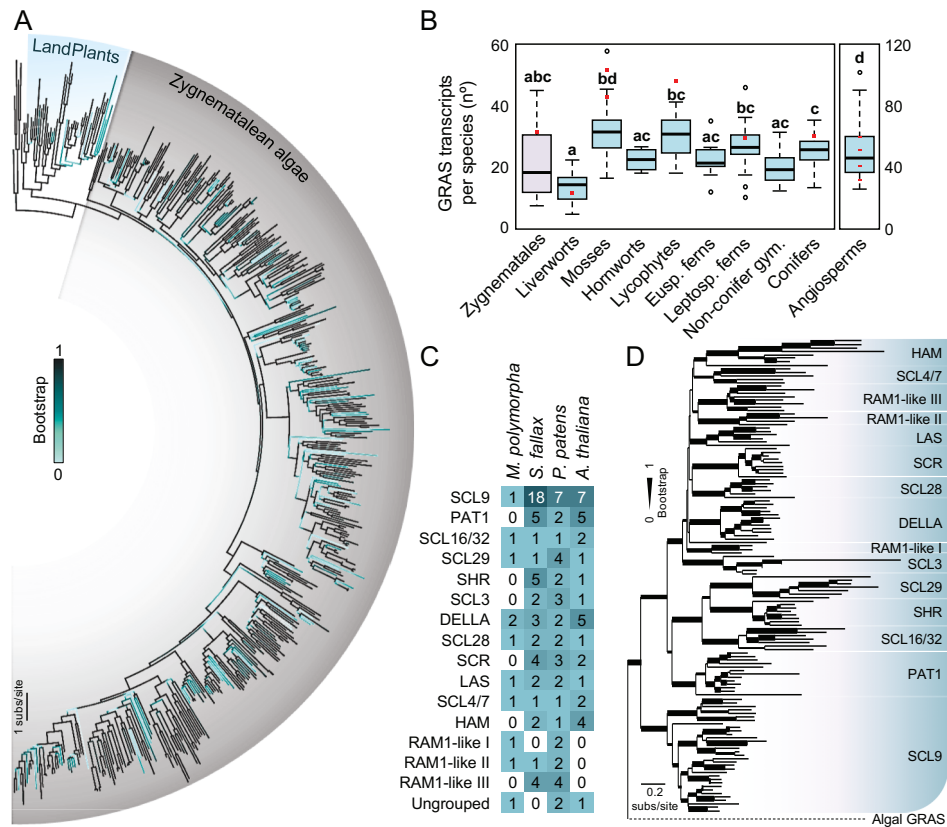 A
Land Plants
Zygnematalean algae
1
Bootstrap
0
1 subs/site
B
GRAS transcripts
per species (nº)
60
40
20
0
abc
a
bd
ac
bc
ac
bc
ac
c
d
120
80
40
0
Zygnematales
Liverworts
Mosses
Hornworts
Lycophytes
Eusp. ferns
Leptosp. ferns
Non-conifer gym.
Conifers
Angiosperms
C
M. polymorpha
S. fallax
P. patens
A. thaliana
SCL9 1 18 7 7
PAT1 0 5 2 5
SCL16/32 1 1 1 2
SCL29 1 1 4 1
SHR 0 5 2 1
SCL3 0 2 3 1
DELLA 2 3 2 5
SCL28 1 2 2 1
SCR 0 4 3 2
LAS 1 2 2 1
SCL4/7 1 1 1 2
HAM 0 2 1 4
RAM1-like I 1 0 2 0
RAM1-like II 1 1 2 0
RAM1-like III 0 4 4 0
Ungrouped 1 0 2 1
D
HAM
SCL4/7
RAM1-like III
RAM1-like II
LAS
SCR
SCL28
DELLA
RAM1-like I
SCL3
SCL29
SHR
SCL16/32
PAT1
SCL9
0 1
Bootstrap
0.2
subs/site
Algal GRAS